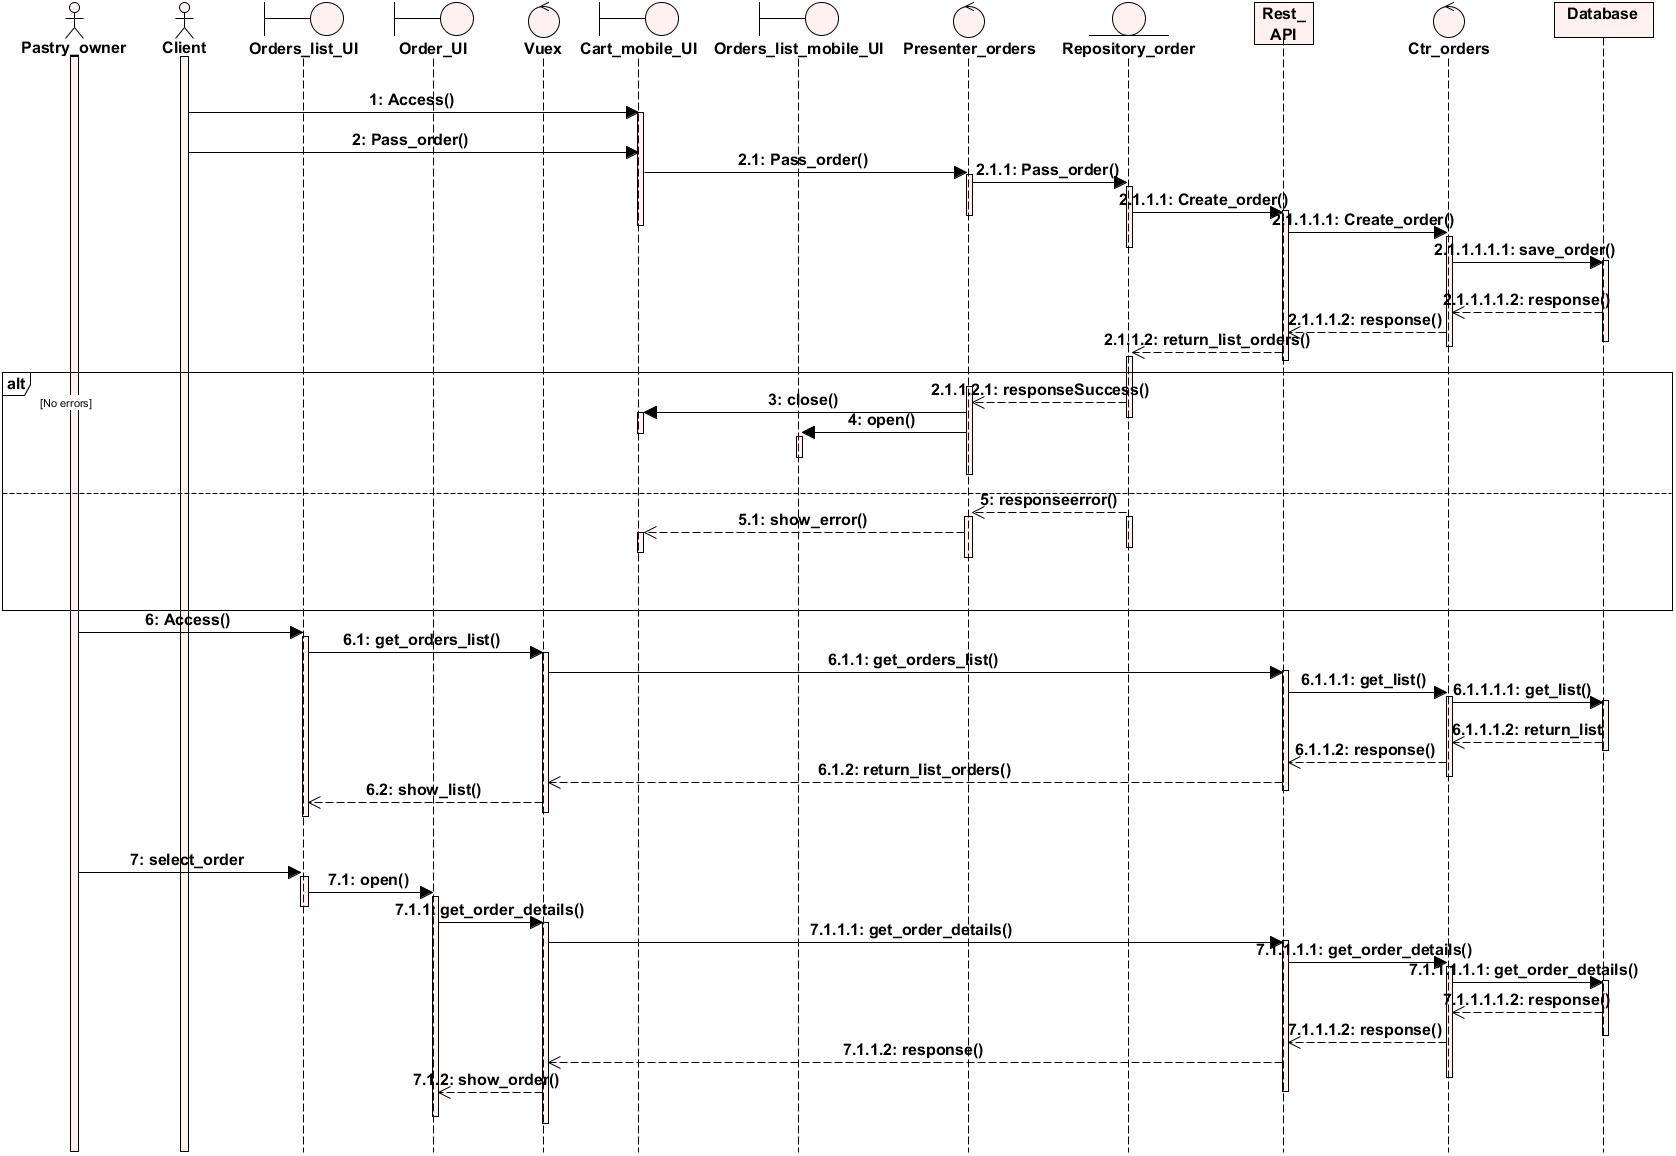 Pastry_owner
Client
Orders_list_UI
Order_UI
Vuex
Cart_mobile_UI
Orders_list_mobile_UI
Presenter_orders
Repository_order
Rest_
API
Ctr_orders
Database
1: Access()
2: Pass_order()
2.1: Pass_order()
2.1.1: Pass_order()
2.1.1.1: Create_order()
2.1.1.1.1: Create_order()
2.1.1.1.1.1: save_order()
2.1.1.1.1.2: response()
2.1.1.1.2: response()
2.1.1.2: return_list_orders()
alt
[No errors]
2.1.1.2.1: responseSuccess()
3: close()
4: open()
5: responseerror()
5.1: show_error()
6: Access()
6.1: get_orders_list()
6.1.1: get_orders_list()
6.1.1.1: get_list()
6.1.1.1.1: get_list()
6.1.1.1.2: return_list
6.1.1.2: response()
6.1.2: return_list_orders()
6.2: show_list()
7: select_order
7.1: open()
7.1.1: get_order_details()
7.1.1.1: get_order_details()
7.1.1.1.1: get_order_details()
7.1.1.1.1.1: get_order_details()
7.1.1.1.1.2: response()
7.1.1.1.2: response()
7.1.1.2: response()
7.1.2: show_order()